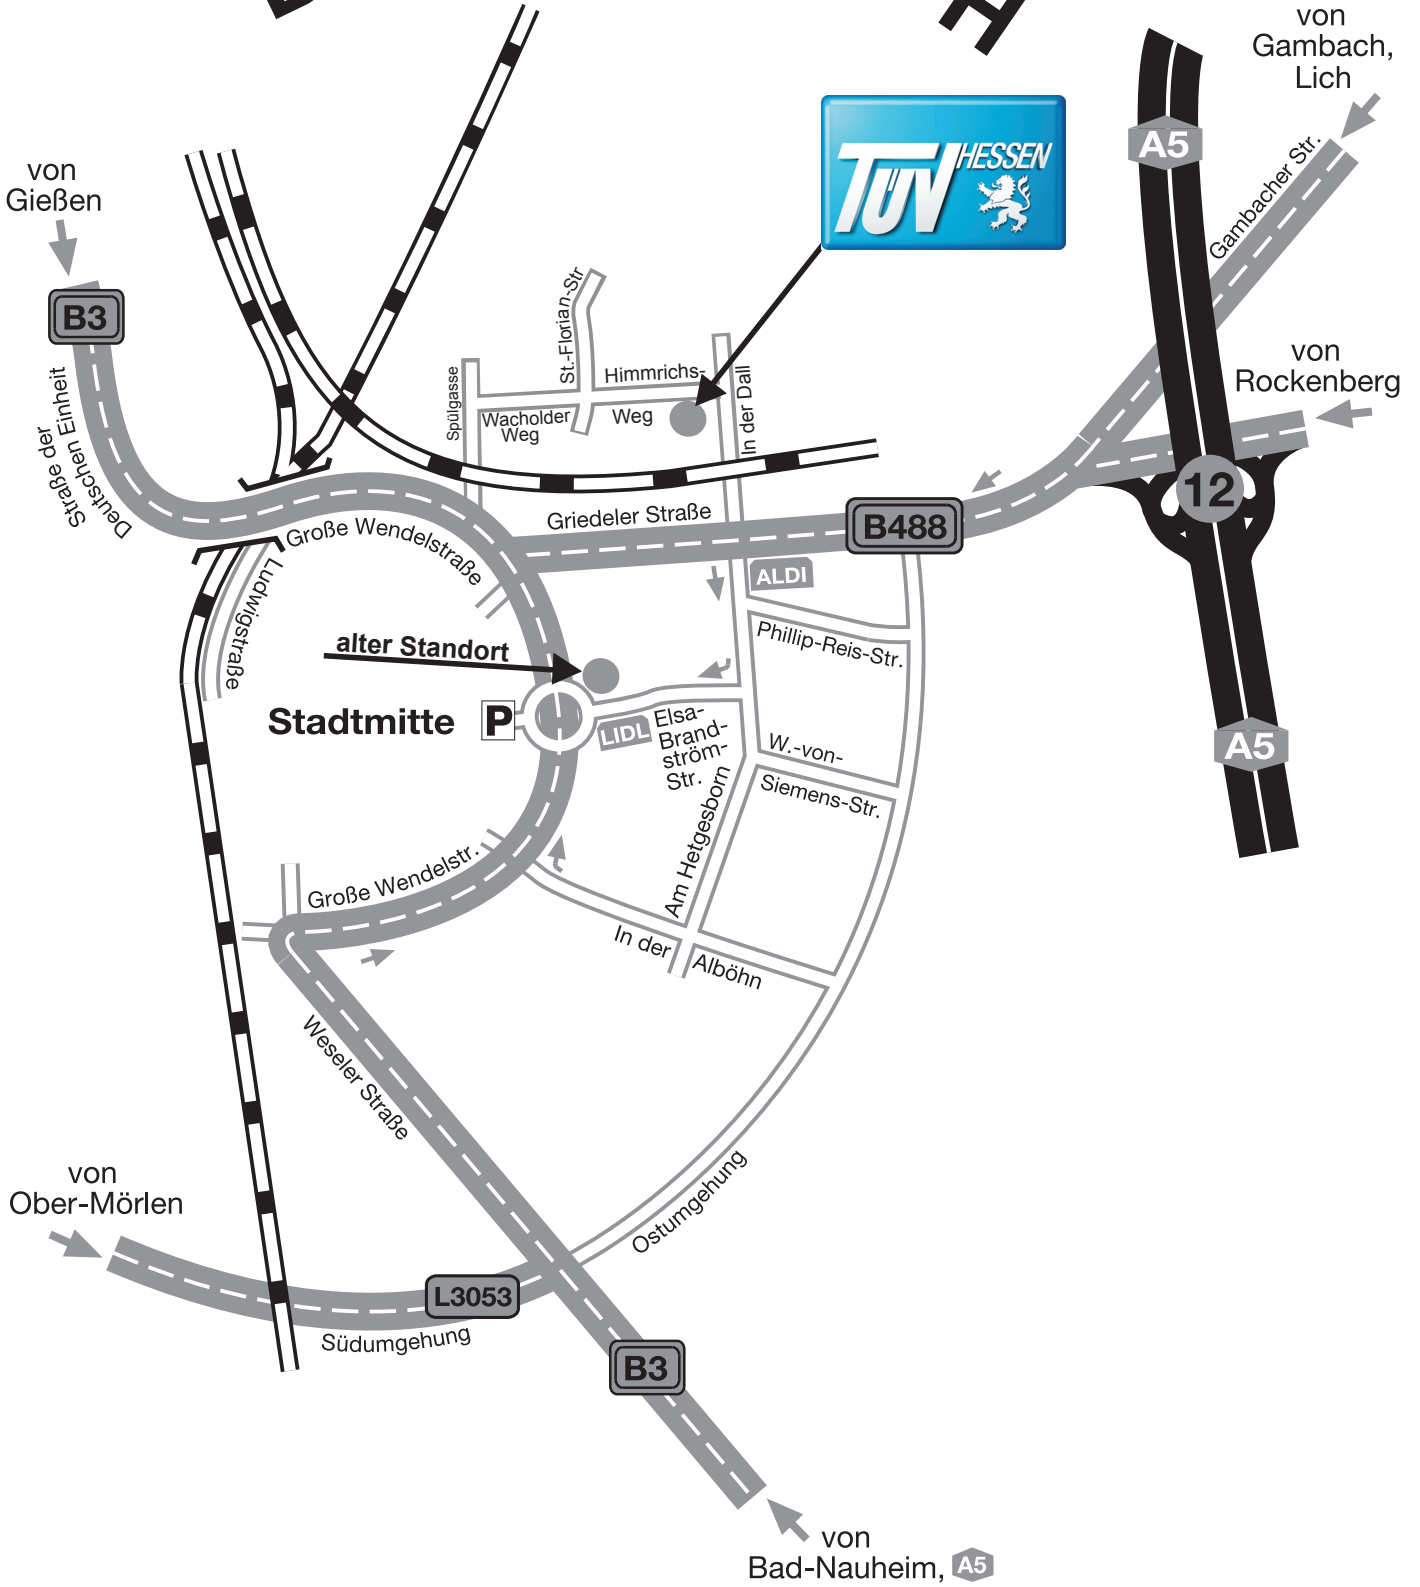 von
Gambach,
Lich
A5
HESSEN
TÜV
Gambacher Str.
von
Gießen
B3
Straße der
Deutschen Einheit
St.-Florian-Str
Himmrichs-
Weg
Spülgasse
Wacholder
Weg
In der Dall
von
Rockenberg
12
Griedeler Straße
B488
Große Wendelstraße
Ludwigstraße
ALDI
Phillip-Reis-Str.
alter Standort
Stadtmitte
P
LIDL
Elsa-
Brand-
ström-
Str.
W.-von-
Siemens-Str.
A5
Am Hetgesborn
Große Wendelstr.
In der
Alböhn
Weseler Straße
von
Ober-Mörlen
Ostumgehung
L3053
Südumgehung
B3
von
Bad-Nauheim, A5